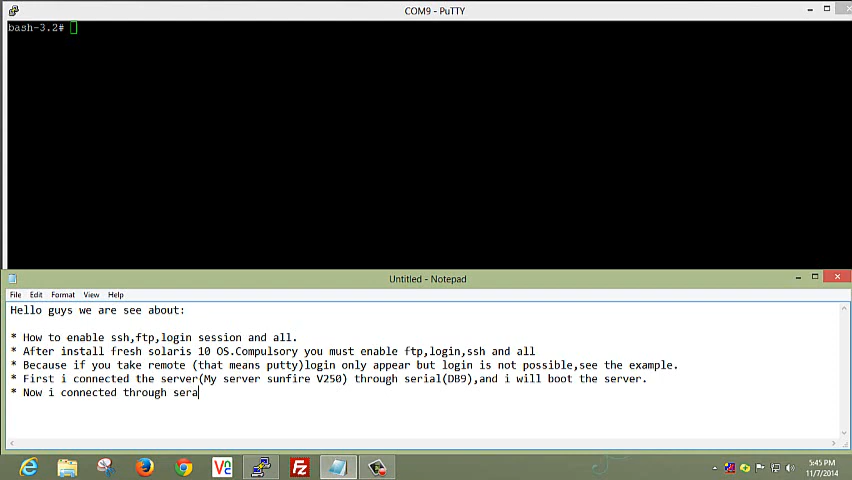 COM9 - PuTTY
bash-3.2#
Untitled - Notepad
File Edit Format View Help
Hello guys we are see about:
* How to enable ssh,ftp,login session and all.
* After install fresh solaris 10 OS.Compulsory you must enable ftp,login,ssh and all
* Because if you take remote (that means putty)login only appear but login is not possible,see the example.
* First i connected the server(My server sunfire V250) through serial(DB9),and i will boot the server.
* Now i connected through sera
5:45 PM
11/7/2014